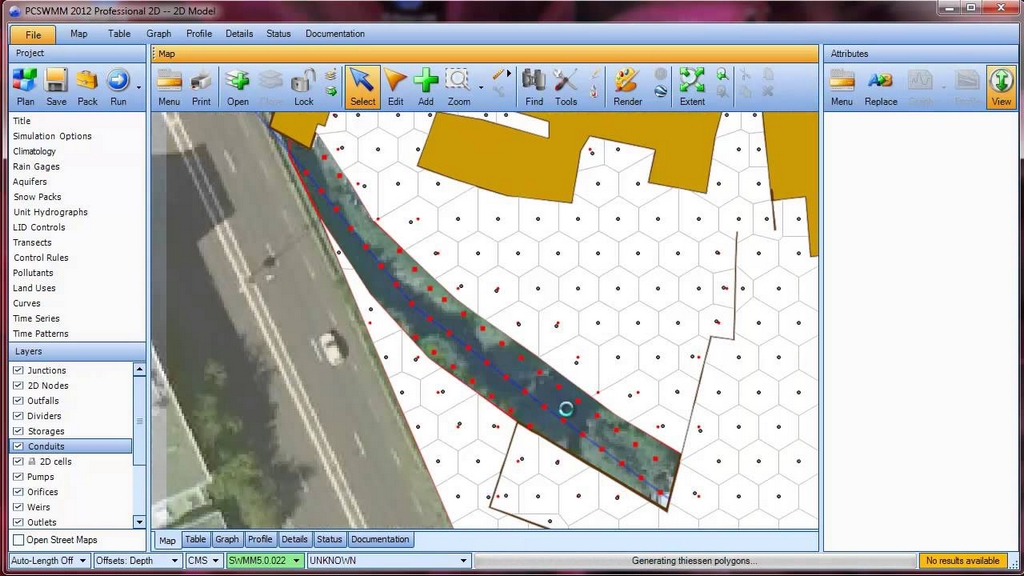 PCSWMM 2012 Professional 2D -- 2D Model
File Map Table Graph Profile Details Status Documentation
Project
Map
Attributes
Plan Save Pack Run
Menu Print Open Lock Select Edit Add Zoom Find Tools Render Extent
Menu Replace View
Title
Simulation Options
Climatology
Rain Gages
Aquifers
Snow Packs
Unit Hydrographs
LID Controls
Transects
Control Rules
Pollutants
Land Uses
Curves
Time Series
Time Patterns
Layers
Junctions
2D Nodes
Outfalls
Dividers
Storages
Conduits
2D cells
Pumps
Orifices
Weirs
Outlets
Open Street Maps
Map Table Graph Profile Details Status Documentation
Auto-Length Off Offsets: Depth CMS SWMM5.0.022 UNKNOWN Generating thiessen polygons... No results available